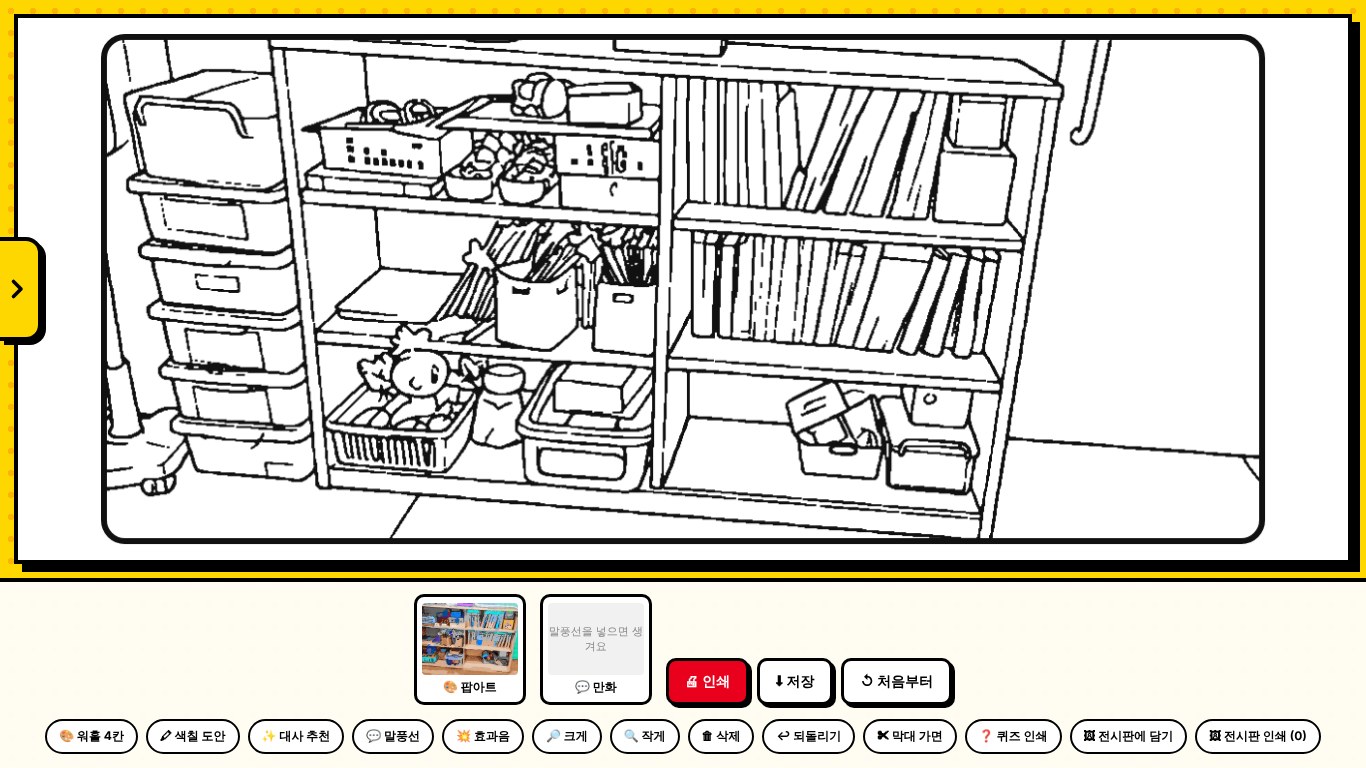 말풍선을 넣으면 생
겨요
🎨 팝아트
💬 만화
🖨 인쇄
⬇ 저장
↺ 처음부터
🎨 워홀 4칸
🖍 색칠 도안
✨ 대사 추천
💬 말풍선
💥 효과음
🔎 크게
🔍 작게
🗑 삭제
↩ 되돌리기
✂ 막대 가면
❓ 퀴즈 인쇄
🖼 전시판에 담기
🖼 전시판 인쇄 (0)